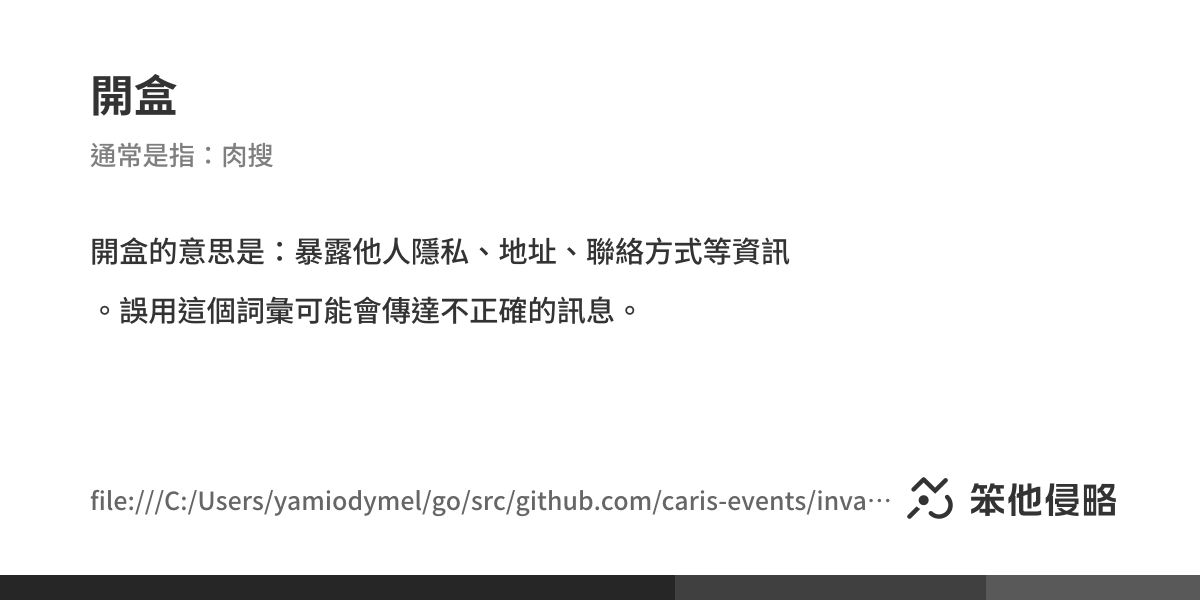 開盒
通常是指：肉搜
開盒的意思是：暴露他人隱私、地址、聯絡方式等資訊
。誤用這個詞彙可能會傳達不正確的訊息。
file:///C:/Users/yamiodymel/go/src/github.com/caris-events/inva…
笨他侵略